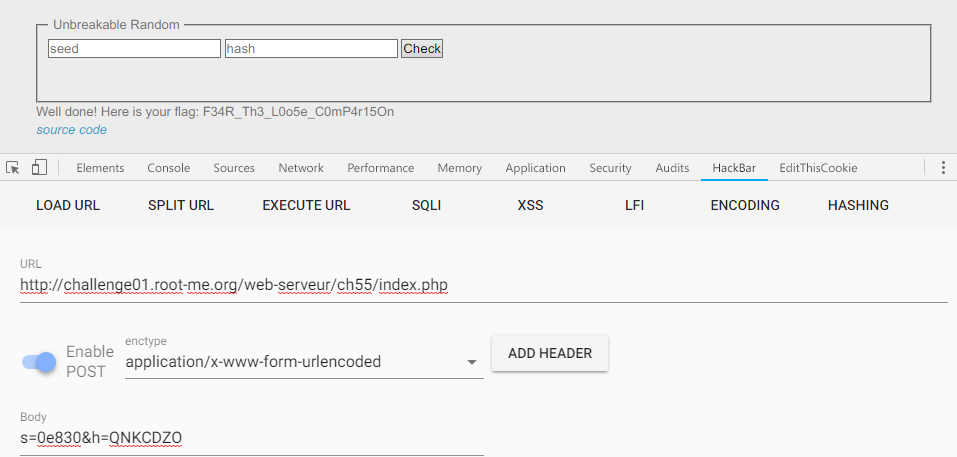 Unbreakable Random
seed hash Check
Well done! Here is your flag: F34R_Th3_L0o5e_C0mP4r15On
source code
Elements Console Sources Network Performance Memory Application Security Audits HackBar EditThisCookie
LOAD URL SPLIT URL EXECUTE URL SQLI XSS LFI ENCODING HASHING
URL
http://challenge01.root-me.org/web-serveur/ch55/index.php
Enable POST
enctype
application/x-www-form-urlencoded
ADD HEADER
Body
s=0e830&h=QNKCDZO